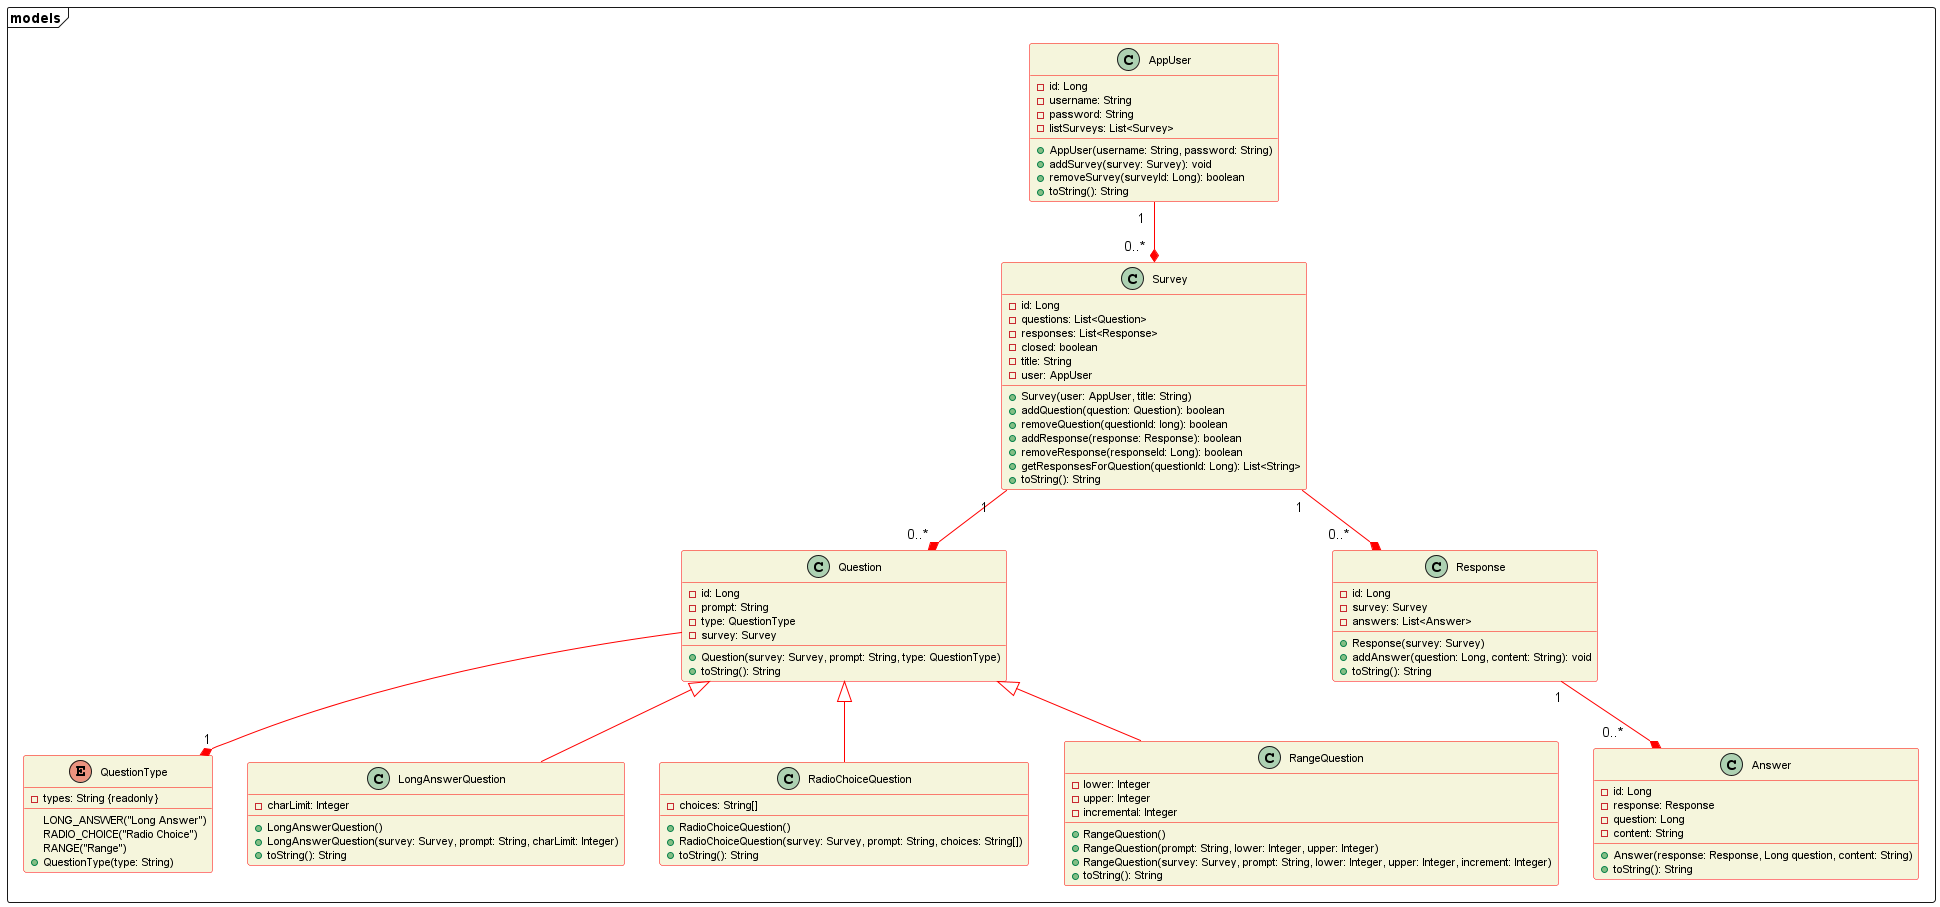 models
C AppUser
id: Long
username: String
password: String
listSurveys: List<Survey>
AppUser(username: String, password: String)
addSurvey(survey: Survey): void
removeSurvey(surveyId: Long): boolean
toString(): String
1
0..*
C Survey
id: Long
questions: List<Question>
responses: List<Response>
closed: boolean
title: String
user: AppUser
Survey(user: AppUser, title: String)
addQuestion(question: Question): boolean
removeQuestion(questionId: long): boolean
addResponse(response: Response): boolean
removeResponse(responseId: Long): boolean
getResponsesForQuestion(questionId: Long): List<String>
toString(): String
1
0..*
1
0..*
C Question
id: Long
prompt: String
type: QuestionType
survey: Survey
Question(survey: Survey, prompt: String, type: QuestionType)
toString(): String
C Response
id: Long
survey: Survey
answers: List<Answer>
Response(survey: Survey)
addAnswer(question: Long, content: String): void
toString(): String
1
1
0..*
E QuestionType
types: String {readonly}
LONG_ANSWER("Long Answer")
RADIO_CHOICE("Radio Choice")
RANGE("Range")
QuestionType(type: String)
C LongAnswerQuestion
charLimit: Integer
LongAnswerQuestion()
LongAnswerQuestion(survey: Survey, prompt: String, charLimit: Integer)
toString(): String
C RadioChoiceQuestion
choices: String[]
RadioChoiceQuestion()
RadioChoiceQuestion(survey: Survey, prompt: String, choices: String[])
toString(): String
C RangeQuestion
lower: Integer
upper: Integer
incremental: Integer
RangeQuestion()
RangeQuestion(prompt: String, lower: Integer, upper: Integer)
RangeQuestion(survey: Survey, prompt: String, lower: Integer, upper: Integer, increment: Integer)
toString(): String
C Answer
id: Long
response: Response
question: Long
content: String
Answer(response: Response, Long question, content: String)
toString(): String